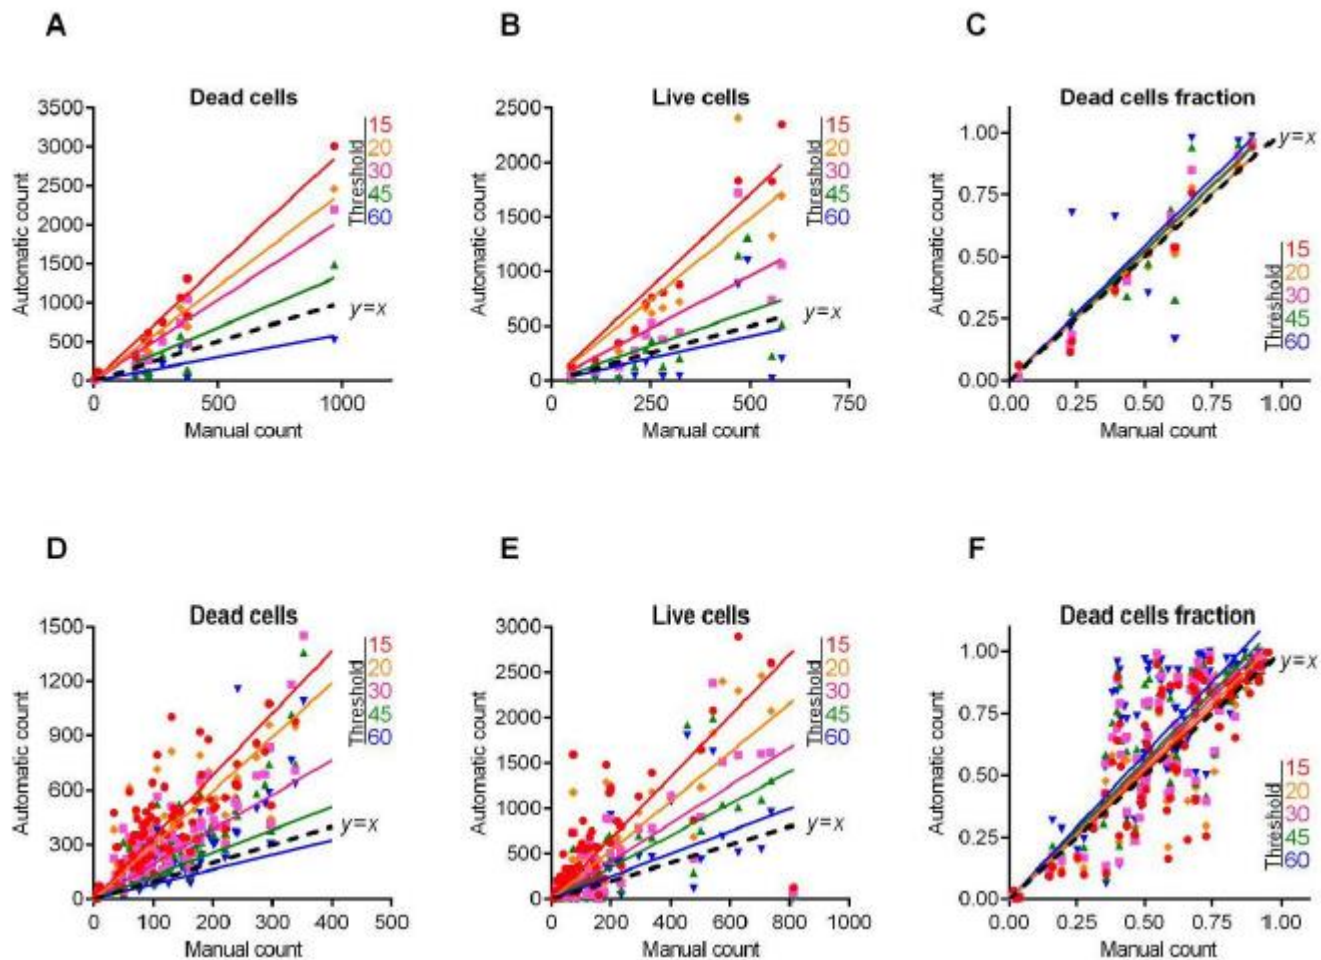 A
Dead cells
Automatic count
3500
3000
2500
2000
1500
1000
500
0
0
500
1000
Manual count
Threshold
15
20
30
45
60
y=x
B
Live cells
Automatic count
2500
2000
1500
1000
500
0
0
250
500
750
Manual count
Threshold
15
20
30
45
60
y=x
C
Dead cells fraction
Automatic count
1.00
0.75
0.50
0.25
0.00
0.00
0.25
0.50
0.75
1.00
Manual count
Threshold
15
20
30
45
60
y=x
D
Dead cells
Automatic count
1500
1200
900
600
300
0
0
100
200
300
400
500
Manual count
Threshold
15
20
30
45
60
y=x
E
Live cells
Automatic count
3000
2500
2000
1500
1000
500
0
0
200
400
600
800
1000
Manual count
Threshold
15
20
30
45
60
y=x
F
Dead cells fraction
Automatic count
1.00
0.75
0.50
0.25
0.00
0.00
0.25
0.50
0.75
1.00
Manual count
Threshold
15
20
30
45
60
y=x